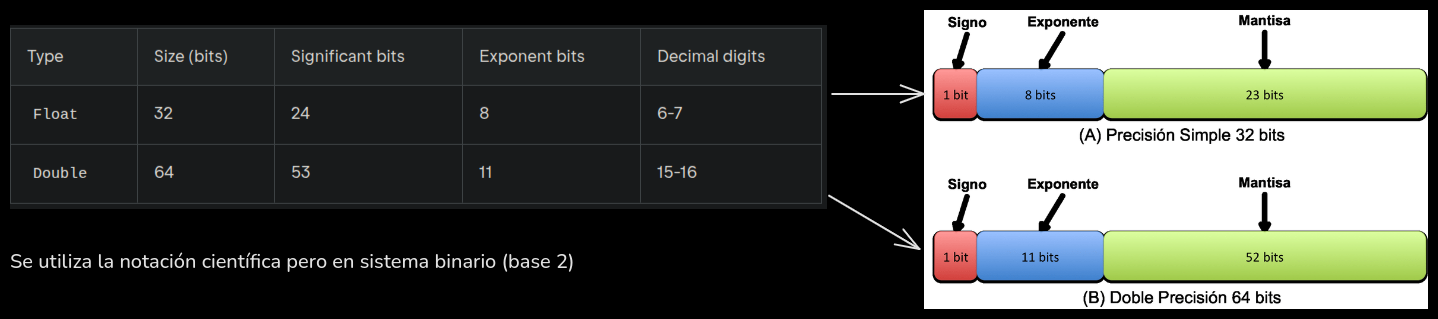 Type Size (bits) Significant bits Exponent bits Decimal digits
Float 32 24 8 6-7
Double 64 53 11 15-16
Se utiliza la notación científica pero en sistema binario (base 2)
Signo Exponente Mantisa
1 bit 8 bits 23 bits
(A) Precisión Simple 32 bits
Signo Exponente Mantisa
1 bit 11 bits 52 bits
(B) Doble Precisión 64 bits